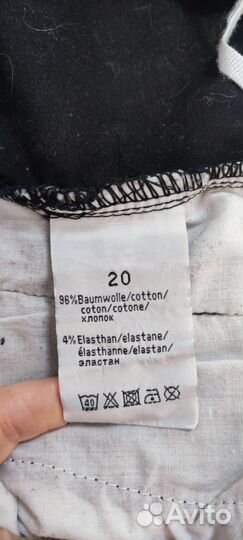 20
96% Baumwolle/cotton/
coton/cotone/
хлопок
4% Elasthan/elastane/
élasthanne/elastan/
эластан
40
Avito